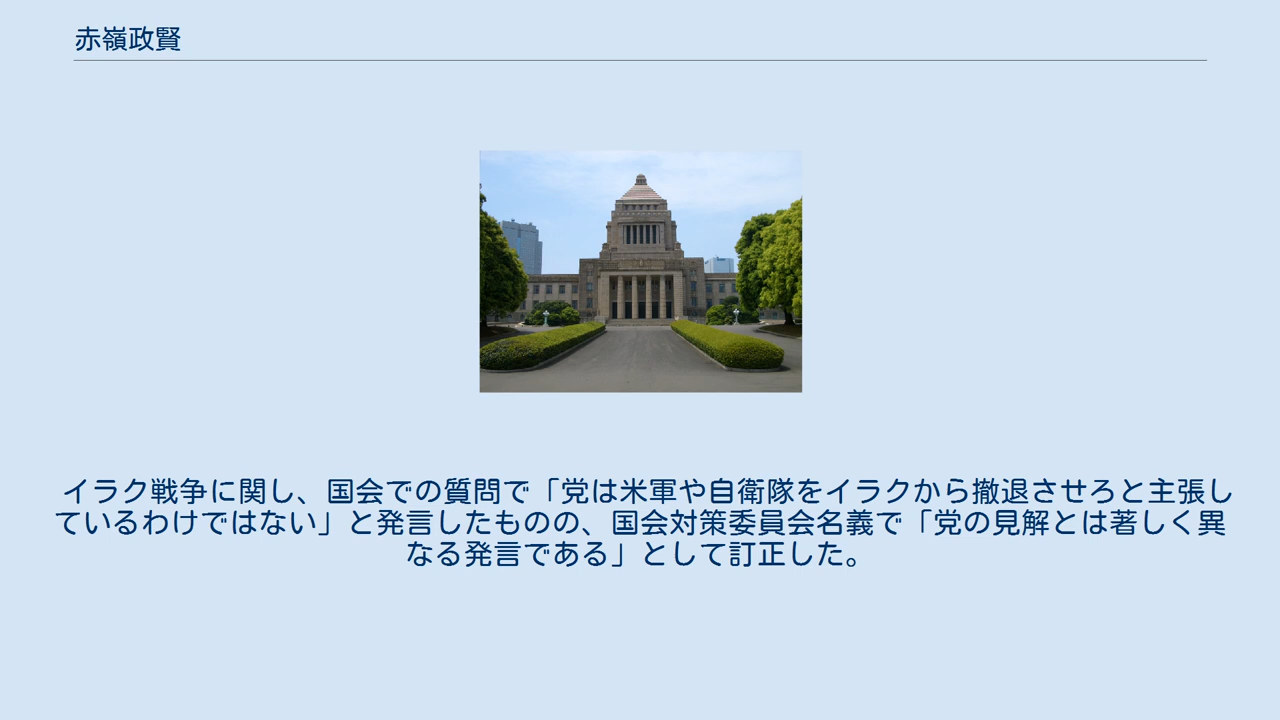 赤嶺政賢
イラク戦争に関し、国会での質問で「党は米軍や自衛隊をイラクから撤退させろと主張し
ているわけではない」と発言したものの、国会対策委員会名義で「党の見解とは著しく異
なる発言である」として訂正した。